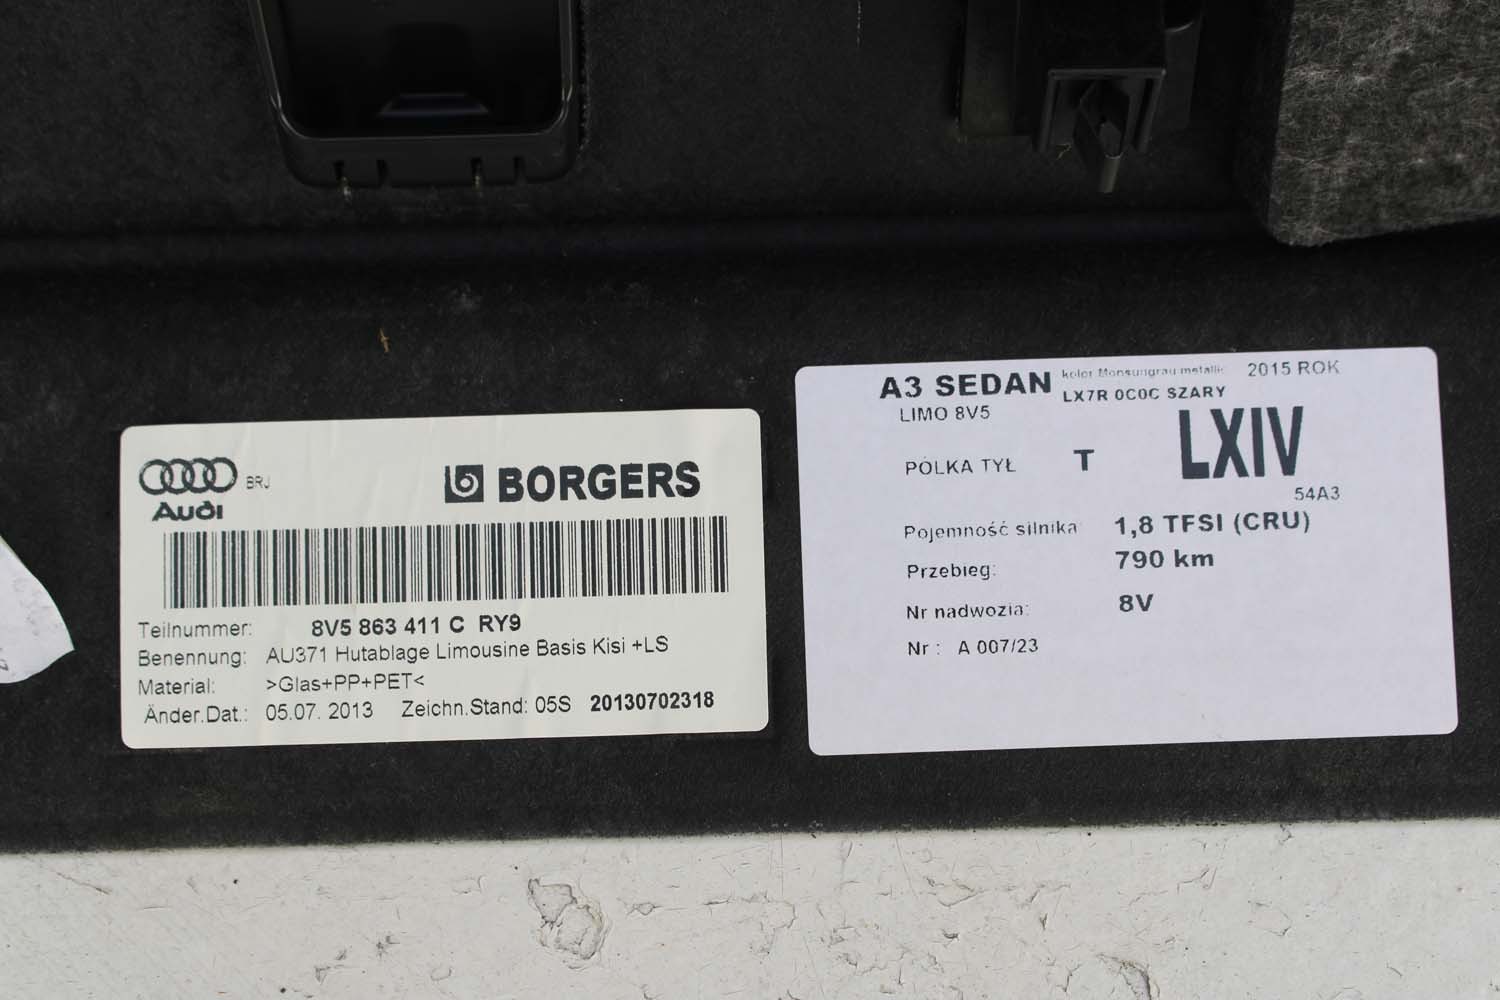 BRJ
Audi
BORGERS
Teilnummer: 8V5 863 411 C RY9
Benennung: AU371 Hutablage Limousine Basis Kisi +LS
Material: >Glas+PP+PET<
Änder.Dat.: 05.07. 2013 Zeichn.Stand: 05S 20130702318
A3 SEDAN kolor Monsungrau metallic 2015 ROK
LIMO 8V5 LX7R 0C0C SZARY
PÓLKA TYŁ T LXIV
54A3
Pojemność silnika 1,8 TFSI (CRU)
Przebieg: 790 km
Nr nadwozia: 8V
Nr : A 007/23